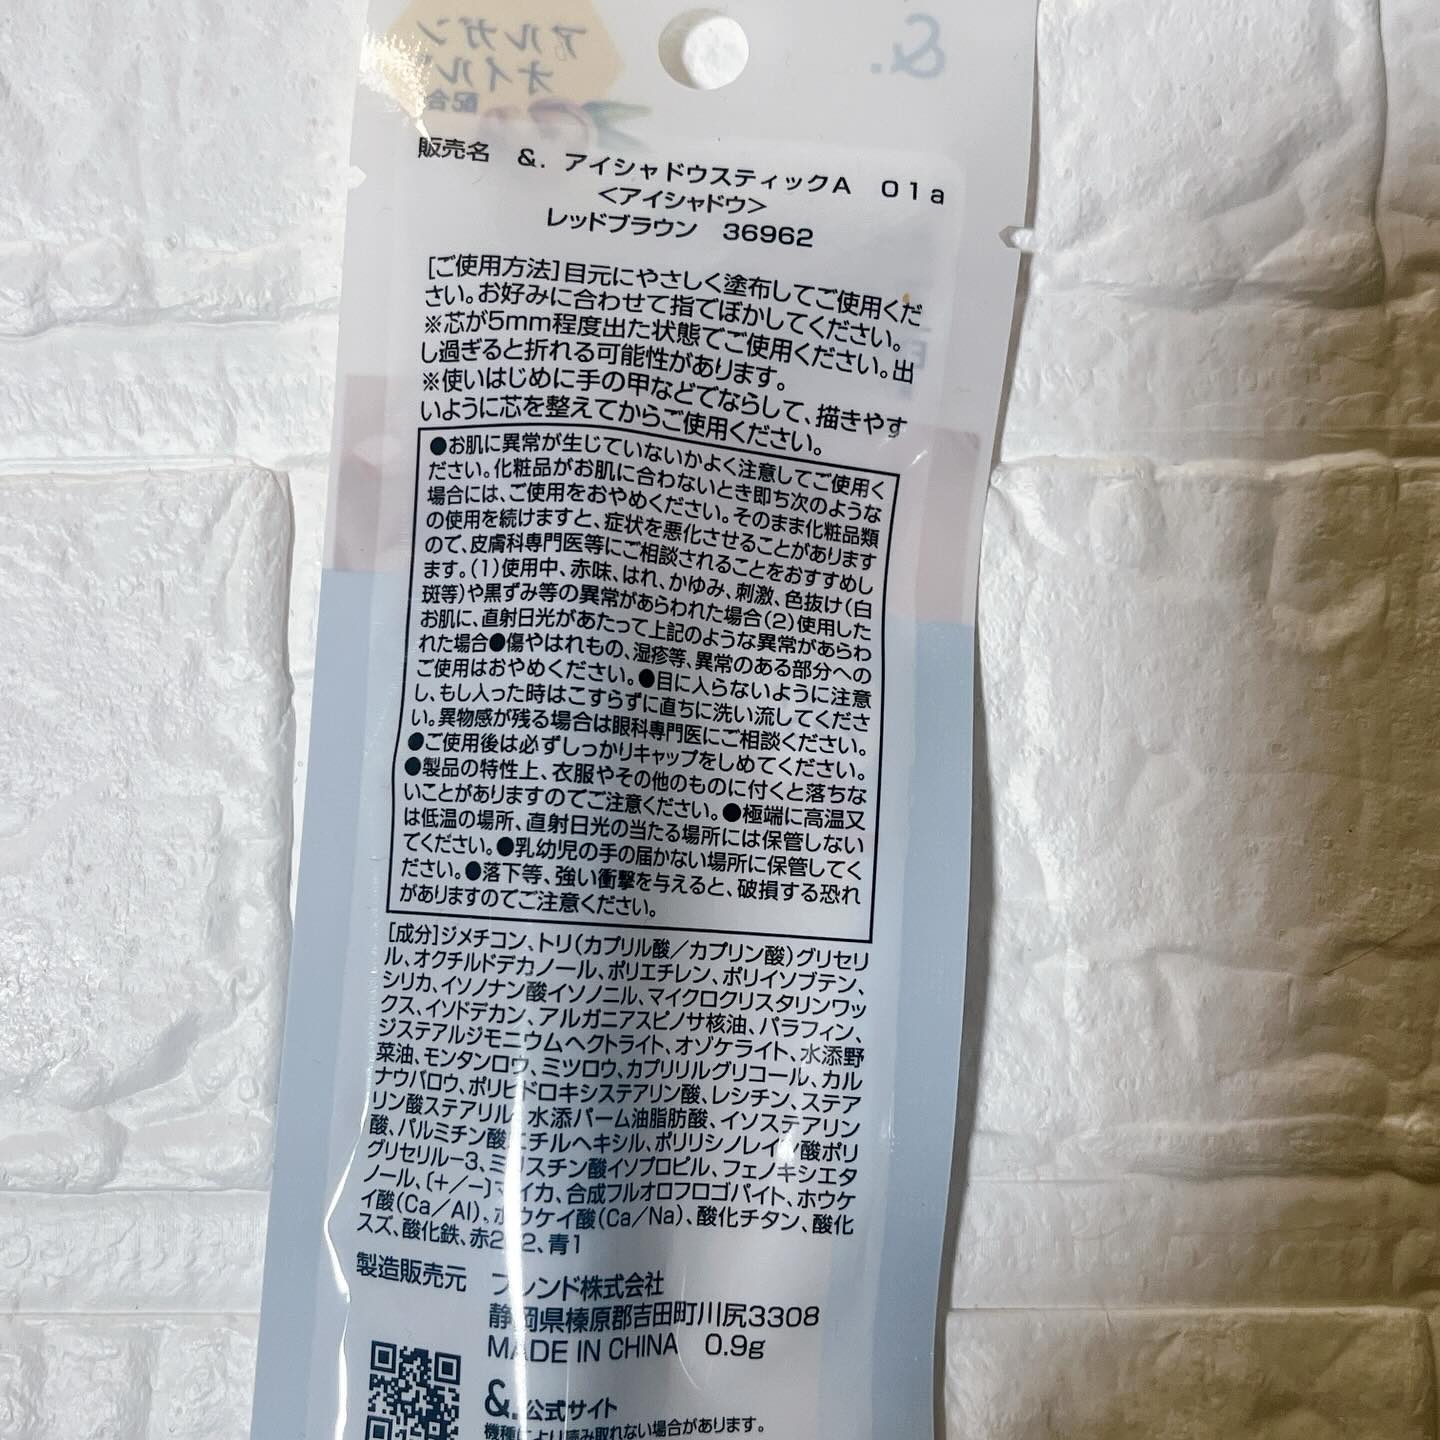 アルガン
オイル
配合
&.
販売名　&. アイシャドウスティックA　01a
<アイシャドウ>
レッドブラウン　36962
[ご使用方法]目元にやさしく塗布してご使用くだ
さい。お好みに合わせて指でぼかしてください。
※芯が5mm程度出た状態でご使用ください。出
し過ぎると折れる可能性があります。
※使いはじめに手の甲などでならして、描きやす
いように芯を整えてからご使用ください。
●お肌に異常が生じていないかよく注意してご使用く
ださい。化粧品がお肌に合わないとき即ち次のような
場合には、ご使用をおやめください。そのまま化粧品類
の使用を続けますと、症状を悪化させることがあります
ので、皮膚科専門医等にご相談されることをおすすめし
ます。(1)使用中、赤味、はれ、かゆみ、刺激、色抜け(白
斑等)や黒ずみ等の異常があらわれた場合(2)使用した
お肌に、直射日光があたって上記のような異常があらわ
れた場合●傷やはれもの、湿疹等、異常のある部分への
ご使用はおやめください。●目に入らないように注意
し、もし入った時はこすらずに直ちに洗い流してくださ
い。異物感が残る場合は眼科専門医にご相談ください。
●ご使用後は必ずしっかりキャップをしめてください。
●製品の特性上、衣服やその他のものに付くと落ちな
いことがありますのでご注意ください。●極端に高温又
は低温の場所、直射日光の当たる場所には保管しない
でください。●乳幼児の手の届かない場所に保管してく
ださい。●落下等、強い衝撃を与えると、破損する恐れ
がありますのでご注意ください。
[成分]ジメチコン、トリ(カプリル酸／カプリン酸)グリセリ
ル、オクチルドデカノール、ポリエチレン、ポリイソブテン、
シリカ、イソノナン酸イソノニル、マイクロクリスタリンワッ
クス、イソドデカン、アルガニアスピノサ核油、パラフィン、
ジステアルジモニウムヘクトライト、オゾケライト、水添野
菜油、モンタンロウ、ミツロウ、カプリリルグリコール、カル
ナウバロウ、ポリヒドロキシステアリン酸、レシチン、ステア
リン酸ステアリル、水添パーム油脂肪酸、イソステアリン
酸、パルミチン酸エチルヘキシル、ポリリシノレイン酸ポリ
グリセリル-3、ミリスチン酸イソプロピル、フェノキシエタ
ノール、(+/-)マイカ、合成フルオロフロゴパイト、ホウケ
イ酸(Ca/Al)、ホウケイ酸(Ca/Na)、酸化チタン、酸化
スズ、酸化鉄、赤202、青1
製造販売元　フレンド株式会社
静岡県榛原郡吉田町川尻3308
MADE IN CHINA　0.9g
&.公式サイト
機種により読み取れない場合があります。